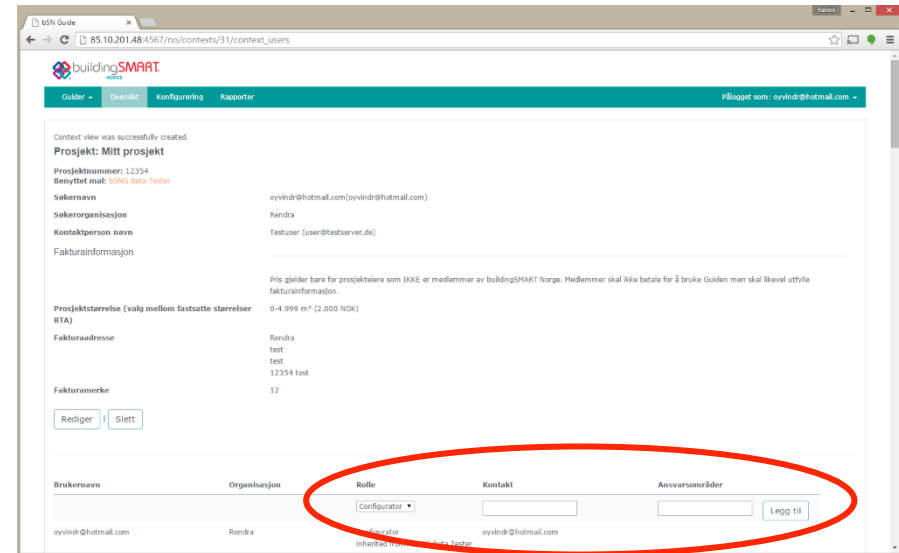 bSN Guide
85.10.201.48:4567/no/contexts/31/context_users
buildingSMART
NORGE
Guider Oversikt Konfigurering Rapporter Pålogget som: oyvindr@hotmail.com
Context view was successfully created.
Prosjekt: Mitt prosjekt
Prosjektnummer: 12354
Benyttet mal: bSNG Beta Tester
Søkernavn oyvindr@hotmail.com(oyvindr@hotmail.com)
Søkerorganisasjon Rendra
Kontaktperson navn Testuser (user@testserver.de)
Fakturainformasjon
Pris gjelder bare for prosjekteiere som IKKE er medlemmer av buildingSMART Norge. Medlemmer skal ikke betale for å bruke Guiden men skal likevel utfylle
fakturainformasjon.
Prosjektstørrelse (valg mellom fastsatte størrelser 0-4.999 m² (2.000 NOK)
BTA)
Fakturaadresse Rendra
test
test
12354 test
Fakturamerke 12
Rediger | Slett
Brukernavn Organisasjon Rolle Kontakt Ansvarsområder
Configurator Legg til
oyvindr@hotmail.com Rendra Configurator oyvindr@hotmail.com
Beta Tester